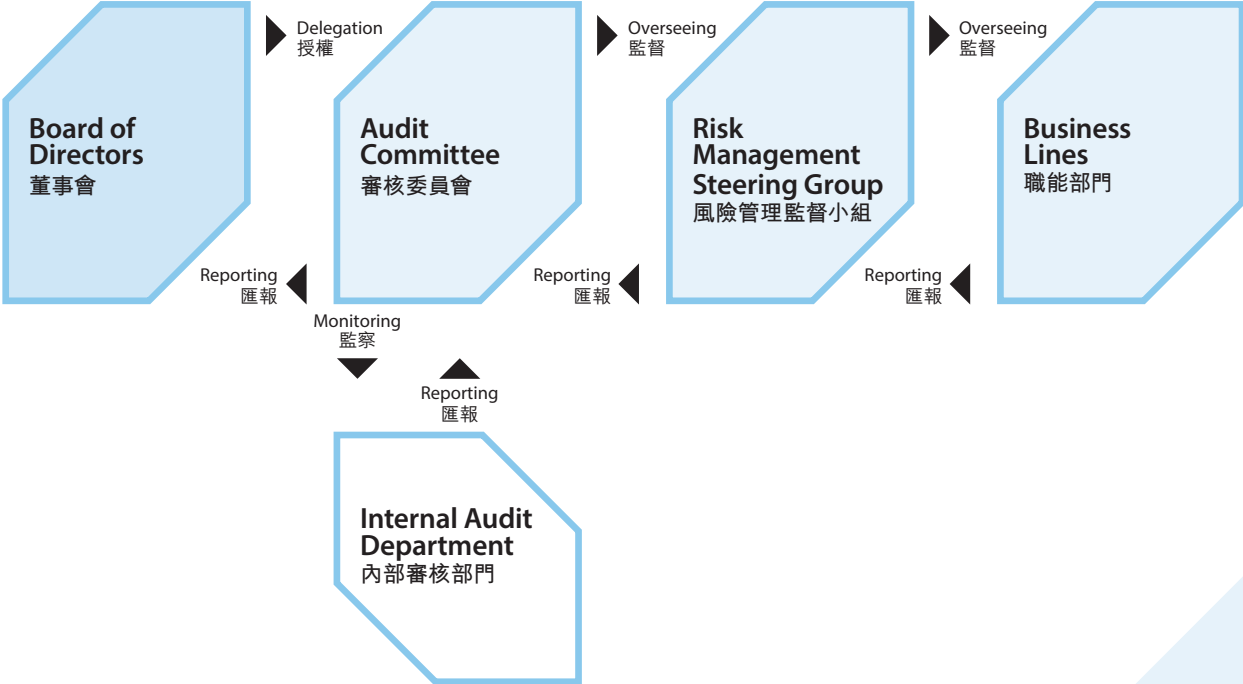 Delegation
授權
Overseeing
監督
Overseeing
監督
Board of
Directors
董事會
Audit
Committee
審核委員會
Risk
Management
Steering Group
風險管理監督小組
Business
Lines
職能部門
Reporting
匯報
Reporting
匯報
Reporting
匯報
Monitoring
監察
Reporting
匯報
Internal Audit
Department
內部審核部門